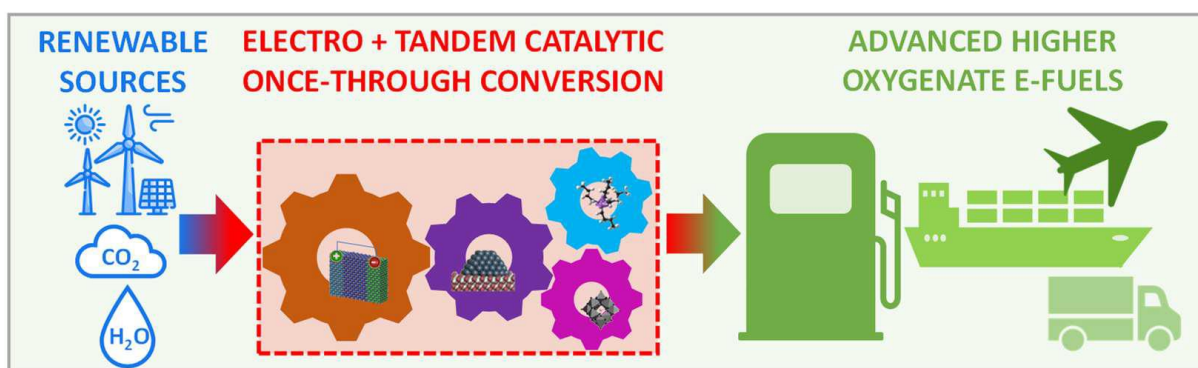 RENEWABLE
SOURCES
CO₂
H₂O
ELECTRO + TANDEM CATALYTIC
ONCE-THROUGH CONVERSION
+
-
ADVANCED HIGHER
OXYGENATE E-FUELS